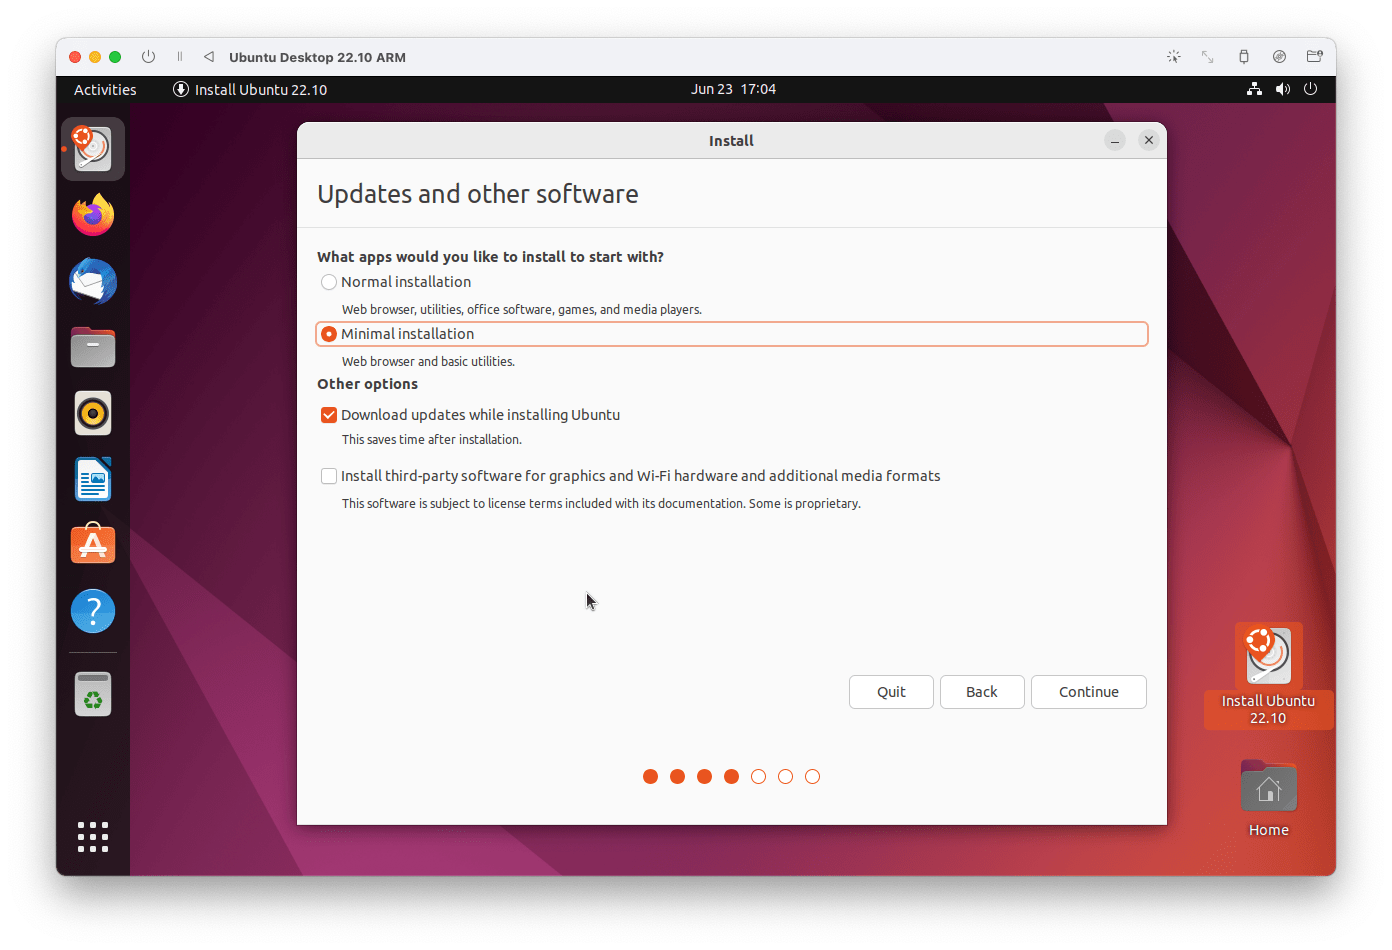 Ubuntu Desktop 22.10 ARM
Activities
Install Ubuntu 22.10
Jun 23 17:04
Install
Updates and other software
What apps would you like to install to start with?
Normal installation
Web browser, utilities, office software, games, and media players.
Minimal installation
Web browser and basic utilities.
Other options
Download updates while installing Ubuntu
This saves time after installation.
Install third-party software for graphics and Wi-Fi hardware and additional media formats
This software is subject to license terms included with its documentation. Some is proprietary.
Quit
Back
Continue
Install Ubuntu
22.10
Home